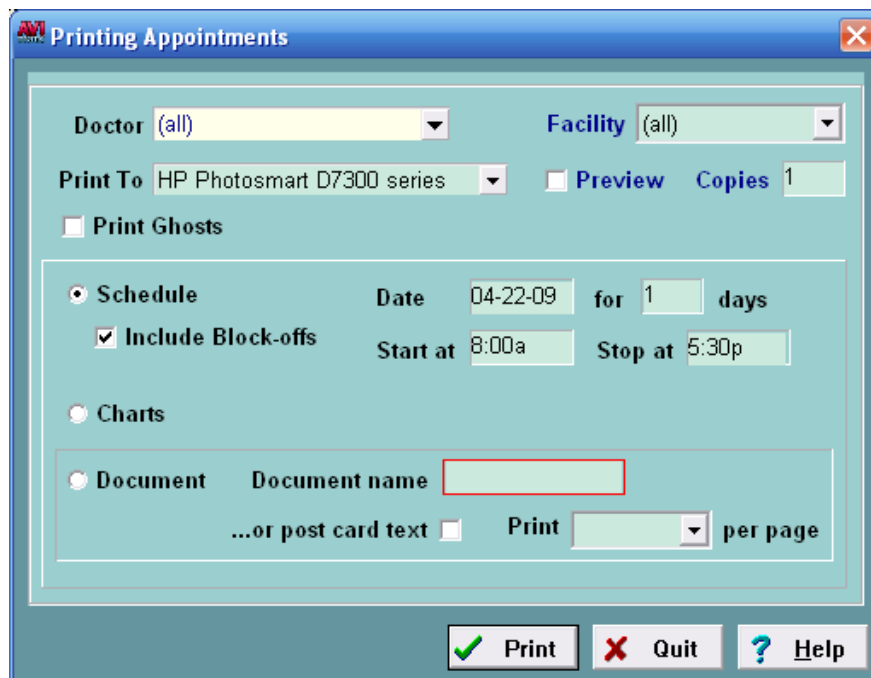 AVI Printing Appointments
Doctor (all) Facility (all)
Print To HP Photosmart D7300 series Preview Copies 1
Print Ghosts
Schedule Date 04-22-09 for 1 days
Include Block-offs Start at 8:00a Stop at 5:30p
Charts
Document Document name
...or post card text Print per page
Print Quit ? Help